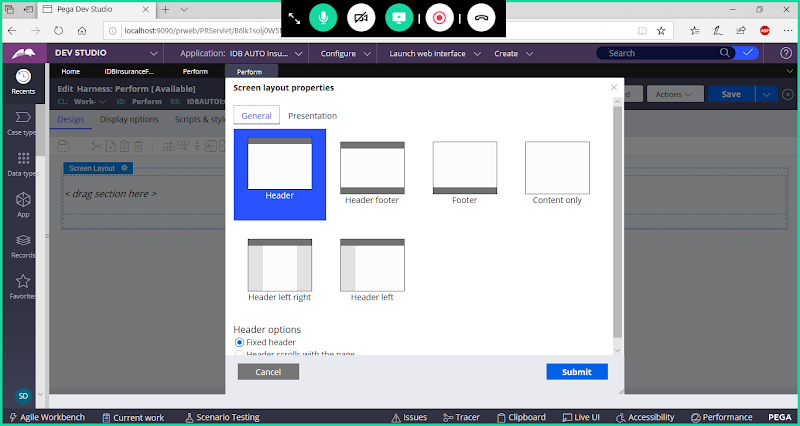 Pega Dev Studio
localhost:9090/prweb/PRServlet/
DEV STUDIO Application: IDB AUTO Insu... Configure Launch web Interface Create Search
Home IDBInsuranceF... Perform Perform
Recents
Edit Harness: Perform [Available]
CL: Work- ID: Perform RS: IDBAUTOI
Actions Save
Design Display options Scripts & style
Screen Layout
< drag section here >
Case type
Data type
App
Records
Favorites
SD
Screen layout properties
General Presentation
Header Header footer Footer Content only
Header left right Header left
Header options
Fixed header
Header scrolls with the page
Cancel Submit
Agile Workbench Current work Scenario Testing Issues Tracer Clipboard Live UI Accessibility Performance PEGA